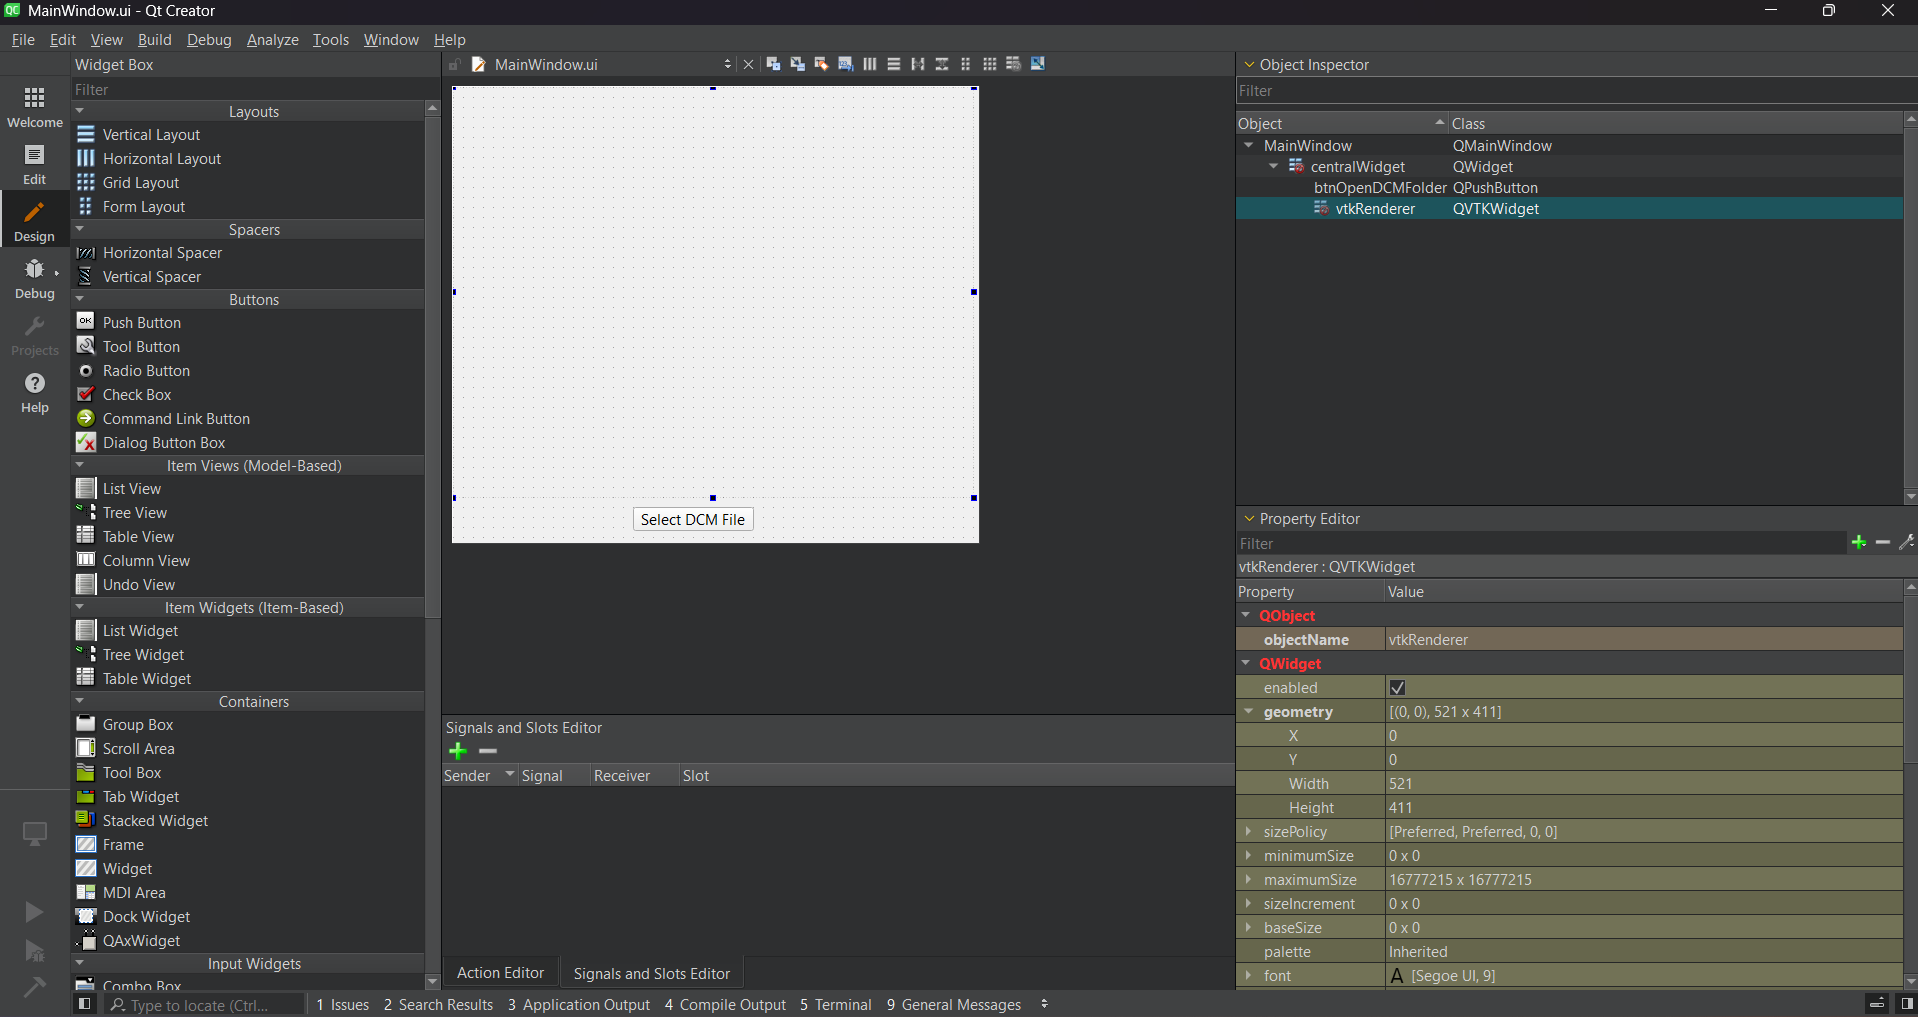 QC MainWindow.ui - Qt Creator
File Edit View Build Debug Analyze Tools Window Help
Welcome
Edit
Design
Debug
Projects
Help
Widget Box
Filter
Layouts
Vertical Layout
Horizontal Layout
Grid Layout
Form Layout
Spacers
Horizontal Spacer
Vertical Spacer
Buttons
OK Push Button
Tool Button
Radio Button
Check Box
Command Link Button
Dialog Button Box
Item Views (Model-Based)
List View
Tree View
Table View
Column View
Undo View
Item Widgets (Item-Based)
List Widget
Tree Widget
Table Widget
Containers
Group Box
Scroll Area
Tool Box
Tab Widget
Stacked Widget
Frame
Widget
MDI Area
Dock Widget
QAxWidget
Input Widgets
Combo Box
MainWindow.ui
Select DCM File
Signals and Slots Editor
Sender Signal Receiver Slot
Action Editor Signals and Slots Editor
Object Inspector
Filter
Object Class
MainWindow QMainWindow
centralWidget QWidget
btnOpenDCMFolder QPushButton
vtkRenderer QVTKWidget
Property Editor
Filter
vtkRenderer : QVTKWidget
Property Value
QObject
objectName vtkRenderer
QWidget
enabled
geometry [(0, 0), 521 x 411]
X 0
Y 0
Width 521
Height 411
sizePolicy [Preferred, Preferred, 0, 0]
minimumSize 0 x 0
maximumSize 16777215 x 16777215
sizeIncrement 0 x 0
baseSize 0 x 0
palette Inherited
font A [Segoe UI, 9]
Type to locate (Ctrl... 1 Issues 2 Search Results 3 Application Output 4 Compile Output 5 Terminal 9 General Messages